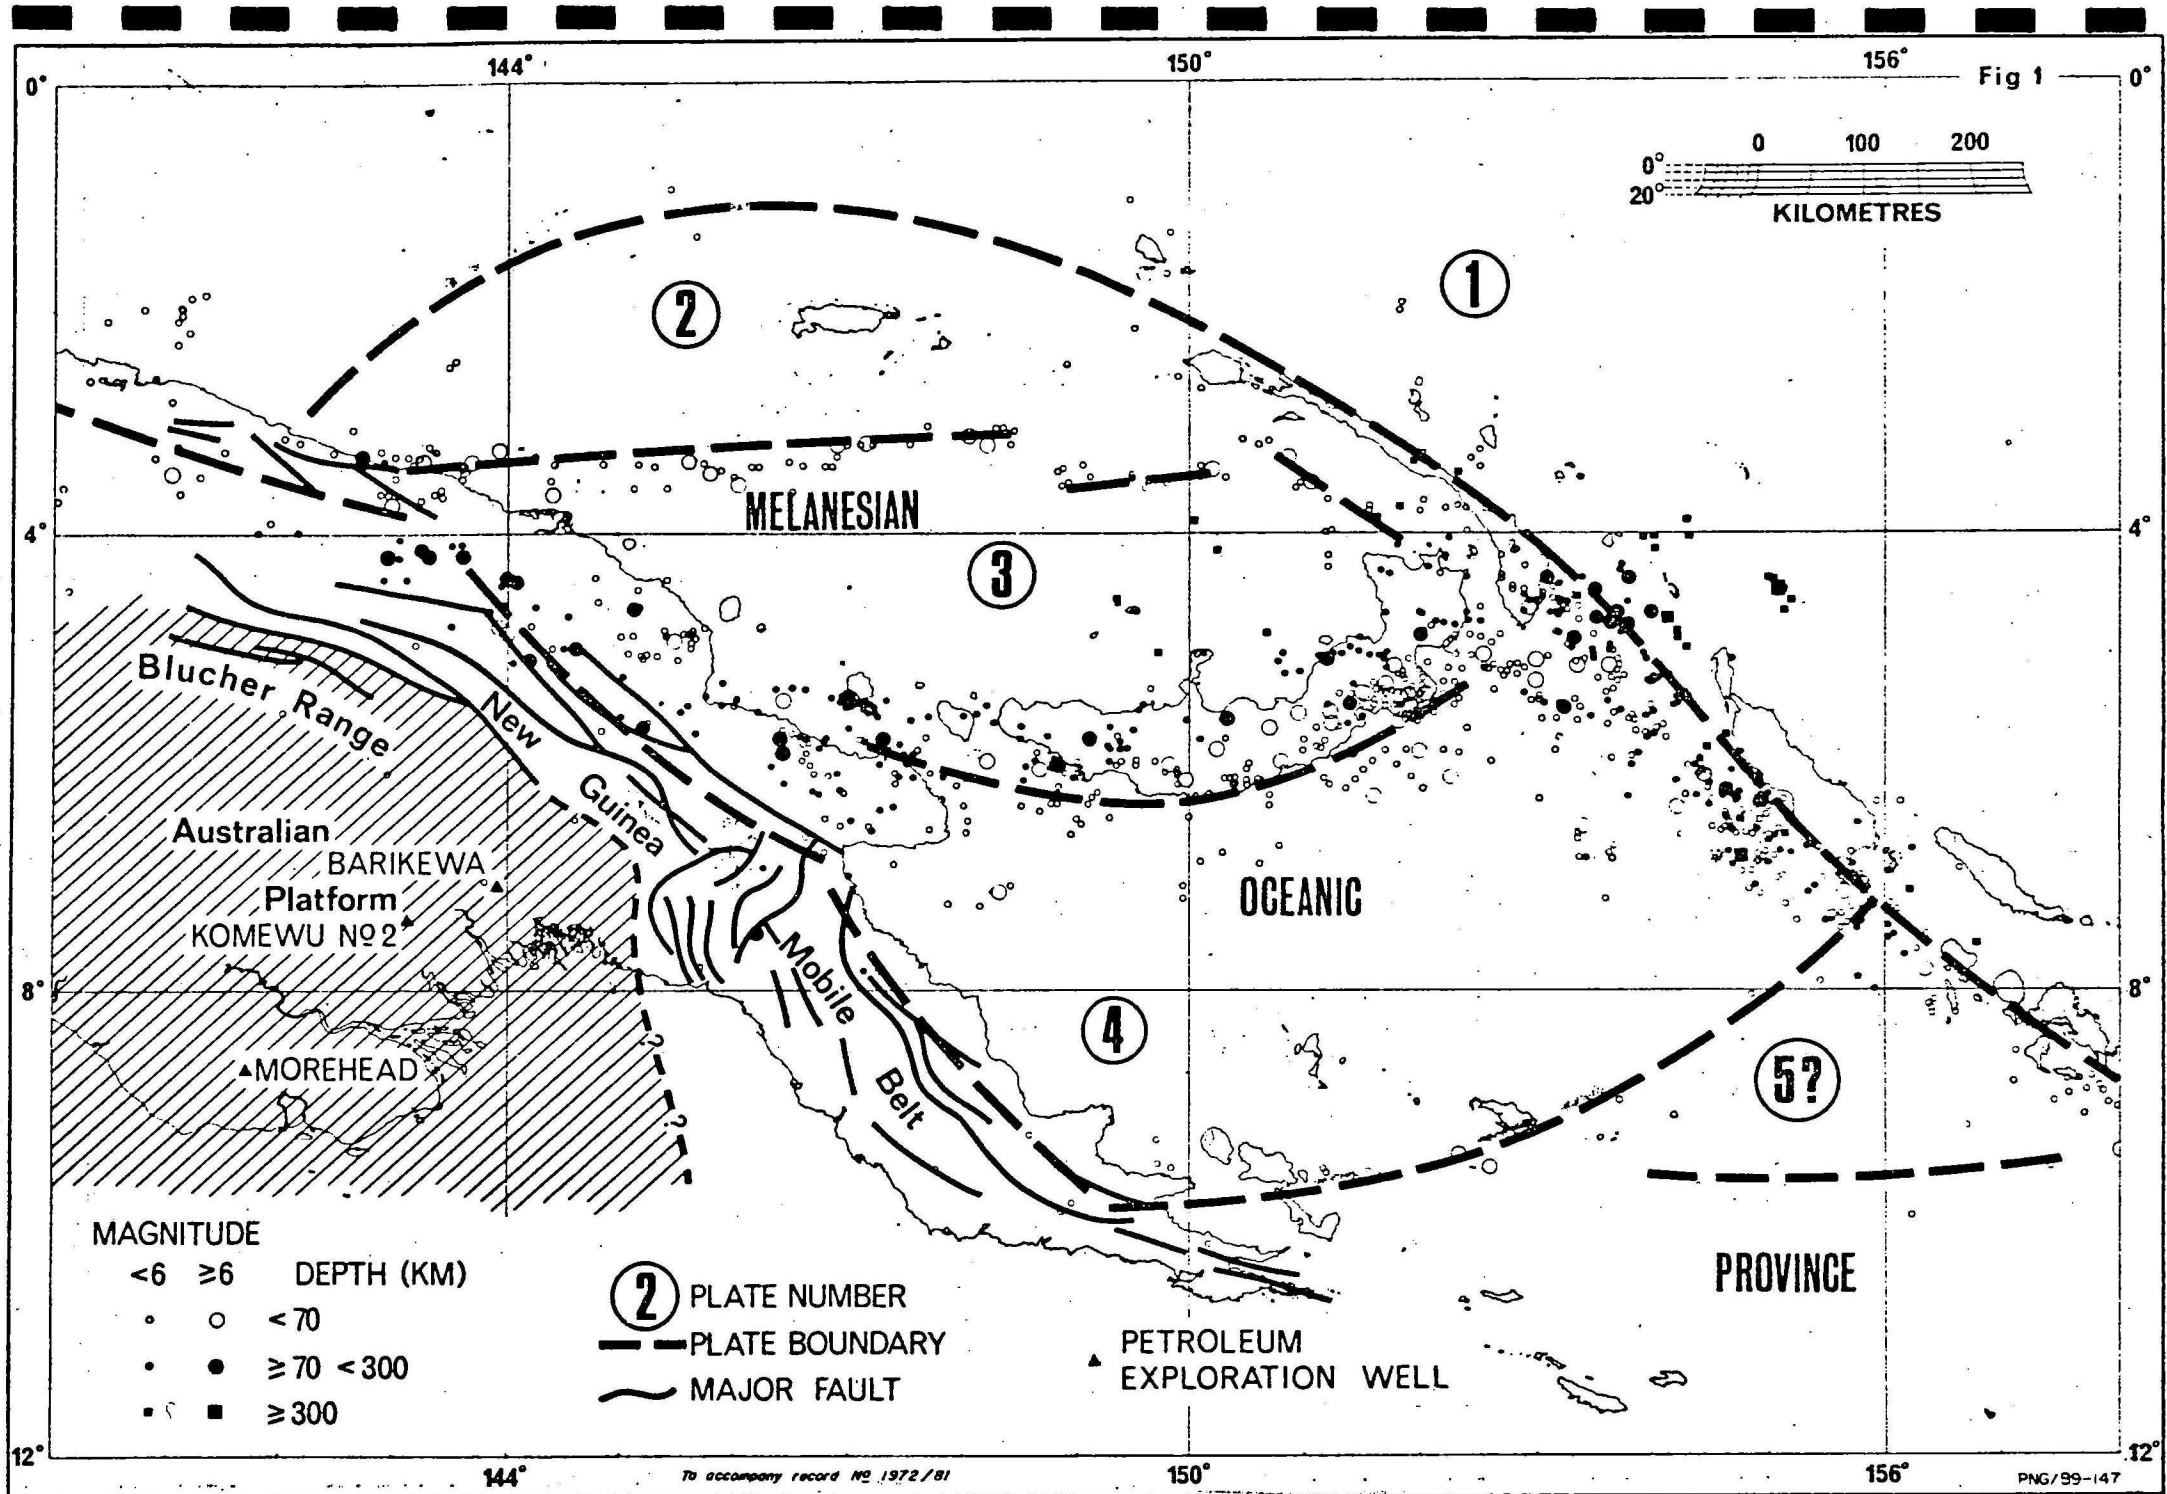 144°
150°
156°
Fig 1
0°
0°
0 100 200
0°
20°
KILOMETRES
1
2
MELANESIAN
4°
4°
3
Blucher Range
New Guinea Mobile Belt
Australian
BARIKEWA
Platform
KOMEWU Nº 2
OCEANIC
8°
8°
4
?
MOREHEAD
5?
?
MAGNITUDE
<6 ≥6 DEPTH (KM)
<70
≥70 <300
≥300
2 PLATE NUMBER
PLATE BOUNDARY
MAJOR FAULT
PETROLEUM
EXPLORATION WELL
PROVINCE
12°
12°
144°
To accompany record Nº 1972/81
150°
156°
PNG/99-147